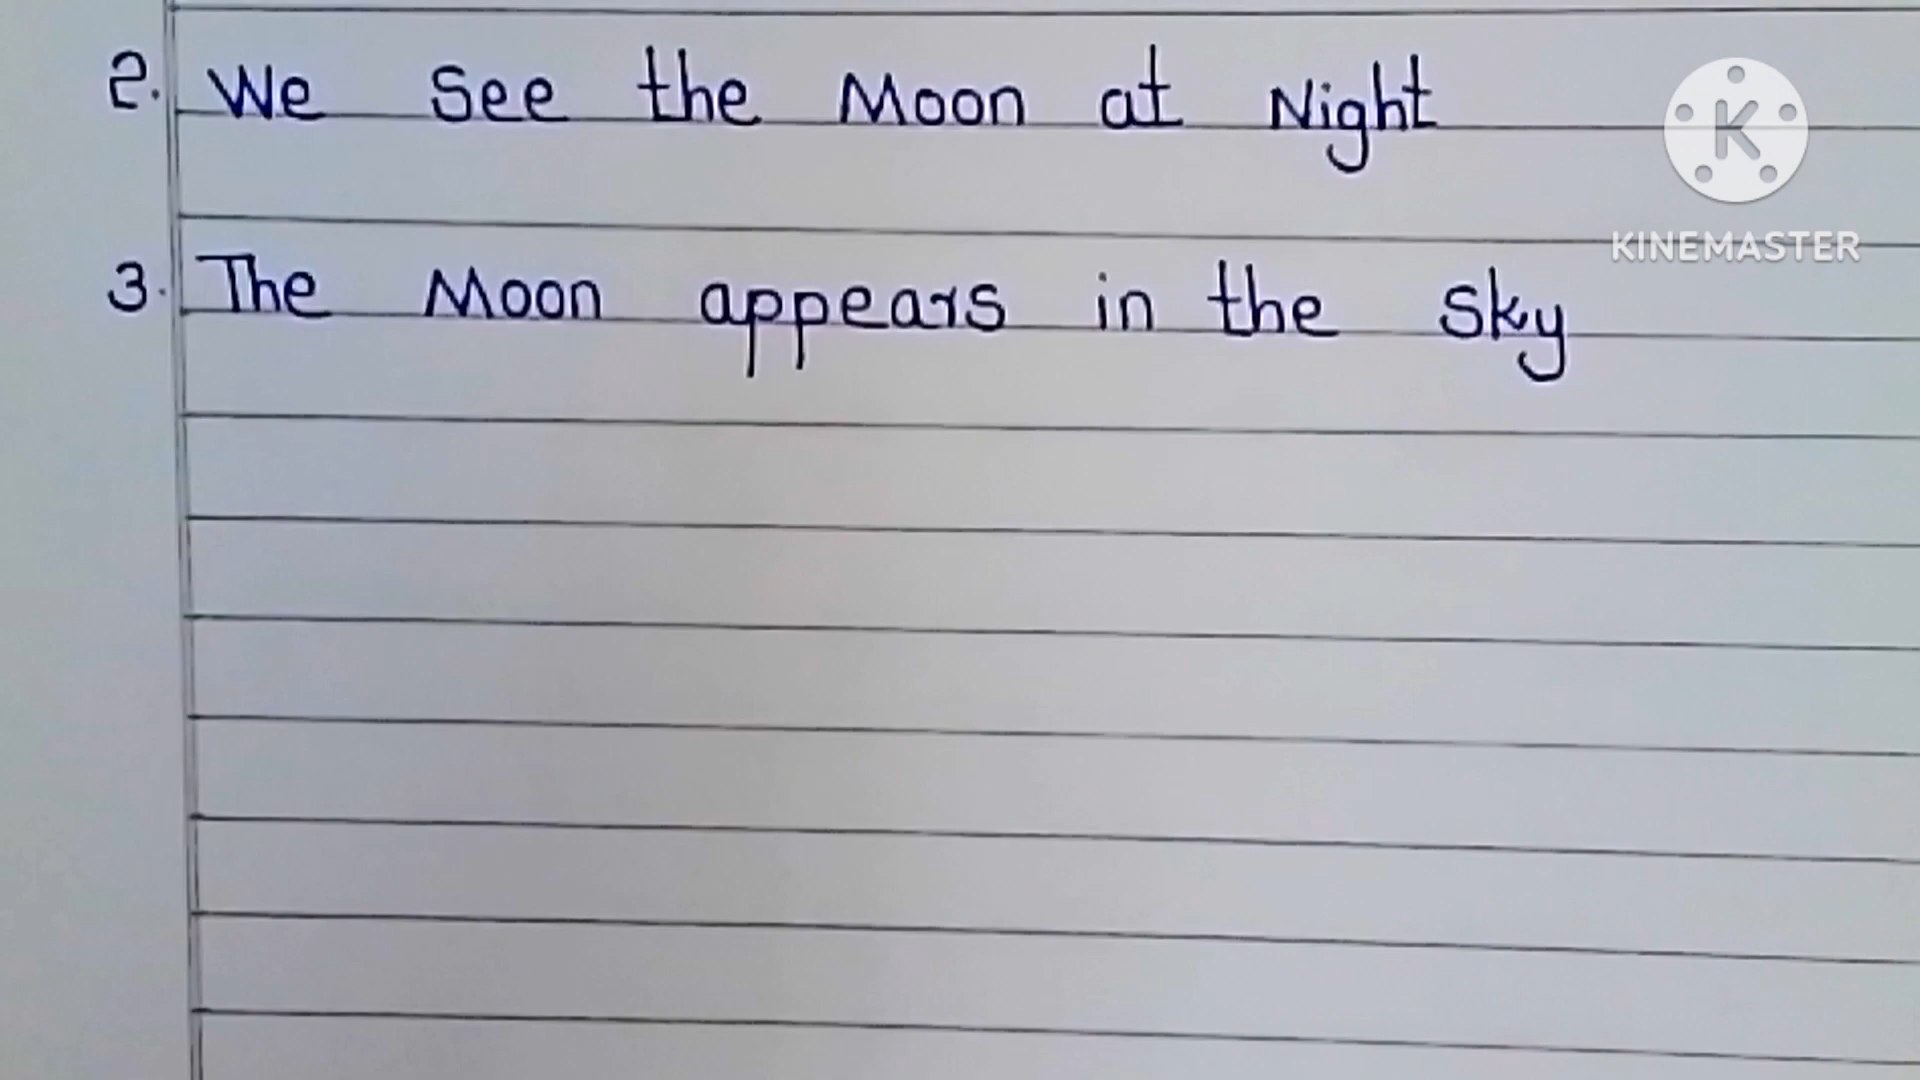 2. We See the Moon at Night
3. The Moon appears in the sky
K
KINEMASTER